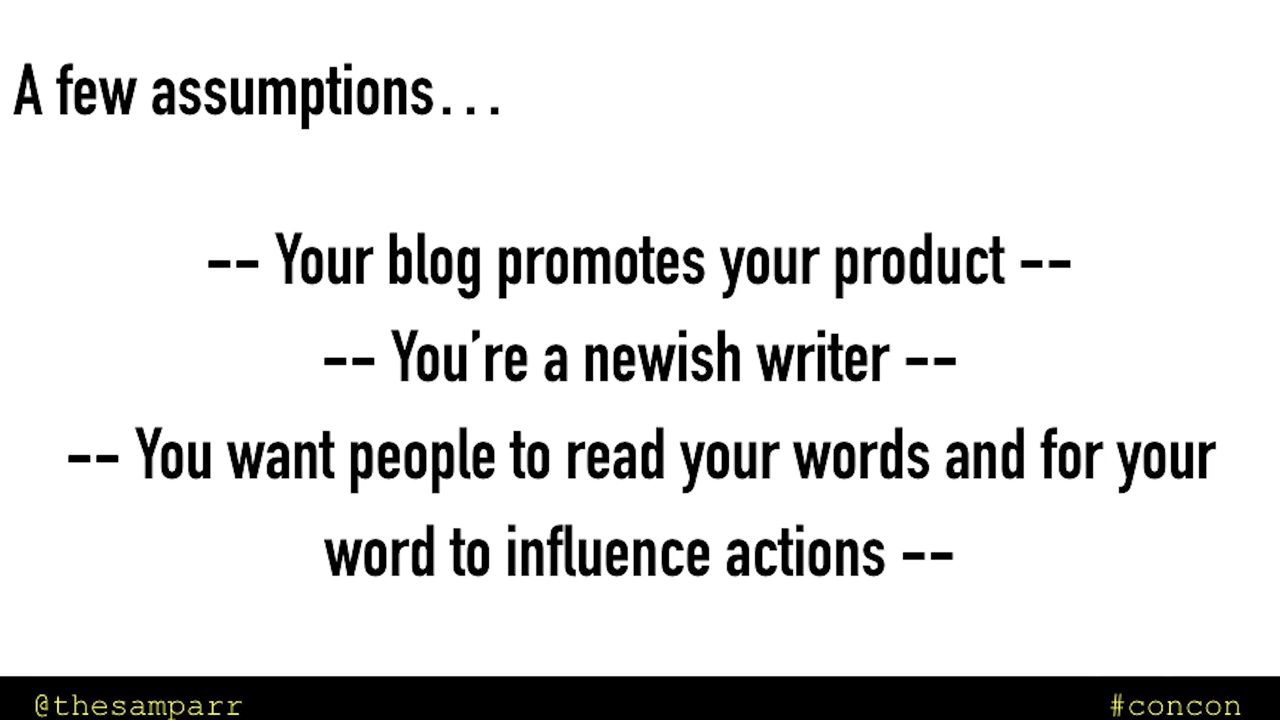 A few assumptions...
-- Your blog promotes your product --
-- You're a newish writer --
-- You want people to read your words and for your
word to influence actions --
@thesamparr
#concon